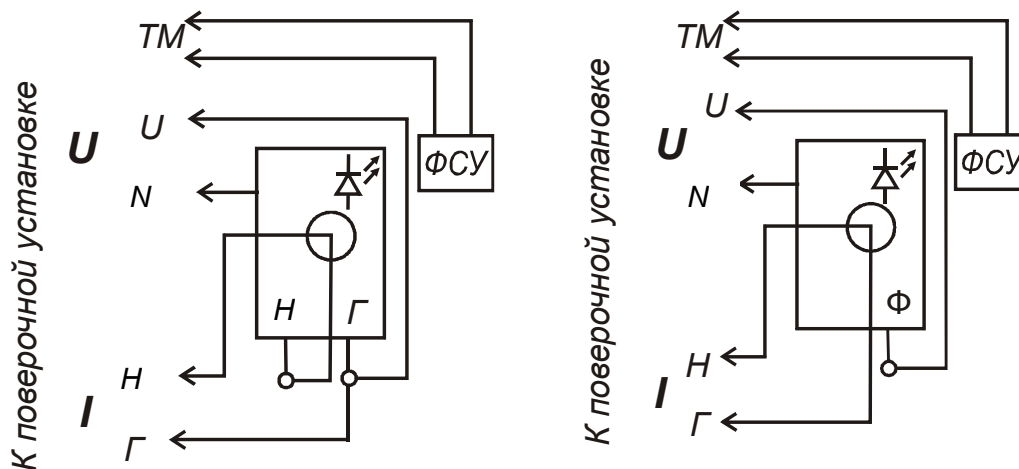 К поверочной установке
ТМ
U
U
N
ФСУ
Н
Г
Н
I
Г
К поверочной установке
ТМ
U
U
N
ФСУ
Ф
Н
I
Г